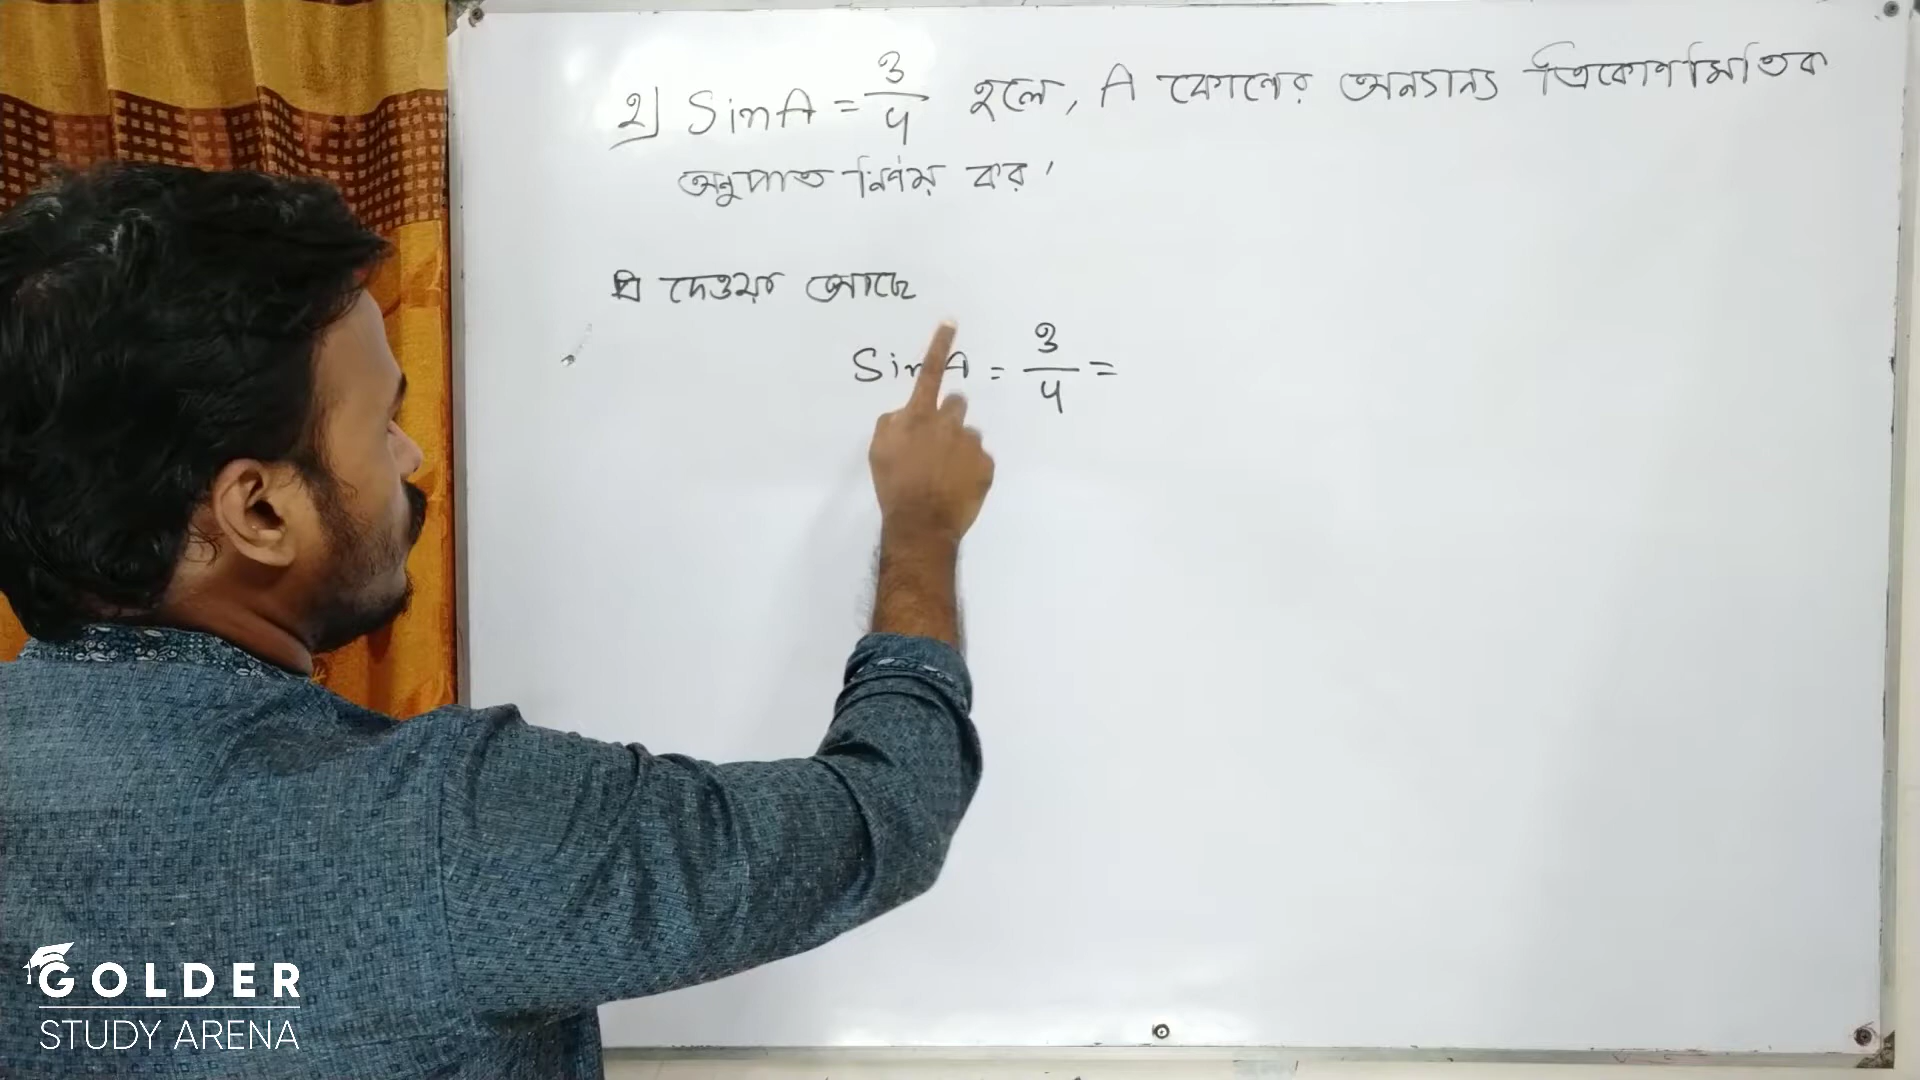 ২) SinA = 3/4 হলে, A কোণের অন্যান্য ত্রিকোণমিতিক
অনুপাত নির্ণয় কর।
দেওয়া আছে
SinA = 3/4 =
GOLDER
STUDY ARENA